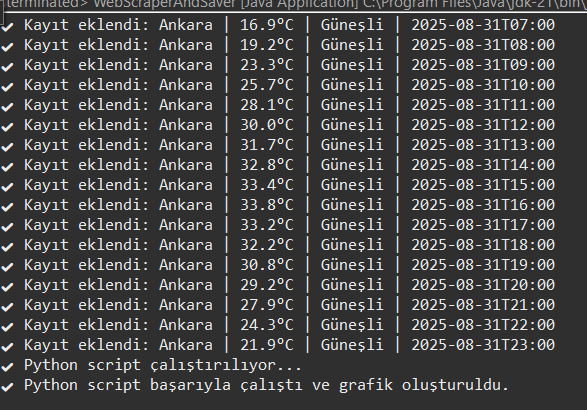 terminated> WebScraperAndSaver [Java Application] C:\Program Files\Java\jdk-21\bin\
✔ Kayıt eklendi: Ankara | 16.9°C | Güneşli | 2025-08-31T07:00
✔ Kayıt eklendi: Ankara | 19.2°C | Güneşli | 2025-08-31T08:00
✔ Kayıt eklendi: Ankara | 23.3°C | Güneşli | 2025-08-31T09:00
✔ Kayıt eklendi: Ankara | 25.7°C | Güneşli | 2025-08-31T10:00
✔ Kayıt eklendi: Ankara | 28.1°C | Güneşli | 2025-08-31T11:00
✔ Kayıt eklendi: Ankara | 30.0°C | Güneşli | 2025-08-31T12:00
✔ Kayıt eklendi: Ankara | 31.7°C | Güneşli | 2025-08-31T13:00
✔ Kayıt eklendi: Ankara | 32.8°C | Güneşli | 2025-08-31T14:00
✔ Kayıt eklendi: Ankara | 33.4°C | Güneşli | 2025-08-31T15:00
✔ Kayıt eklendi: Ankara | 33.8°C | Güneşli | 2025-08-31T16:00
✔ Kayıt eklendi: Ankara | 33.2°C | Güneşli | 2025-08-31T17:00
✔ Kayıt eklendi: Ankara | 32.2°C | Güneşli | 2025-08-31T18:00
✔ Kayıt eklendi: Ankara | 30.8°C | Güneşli | 2025-08-31T19:00
✔ Kayıt eklendi: Ankara | 29.2°C | Güneşli | 2025-08-31T20:00
✔ Kayıt eklendi: Ankara | 27.9°C | Güneşli | 2025-08-31T21:00
✔ Kayıt eklendi: Ankara | 24.3°C | Güneşli | 2025-08-31T22:00
✔ Kayıt eklendi: Ankara | 21.9°C | Güneşli | 2025-08-31T23:00
✔ Python script çalıştırılıyor...
✔ Python script başarıyla çalıştı ve grafik oluşturuldu.